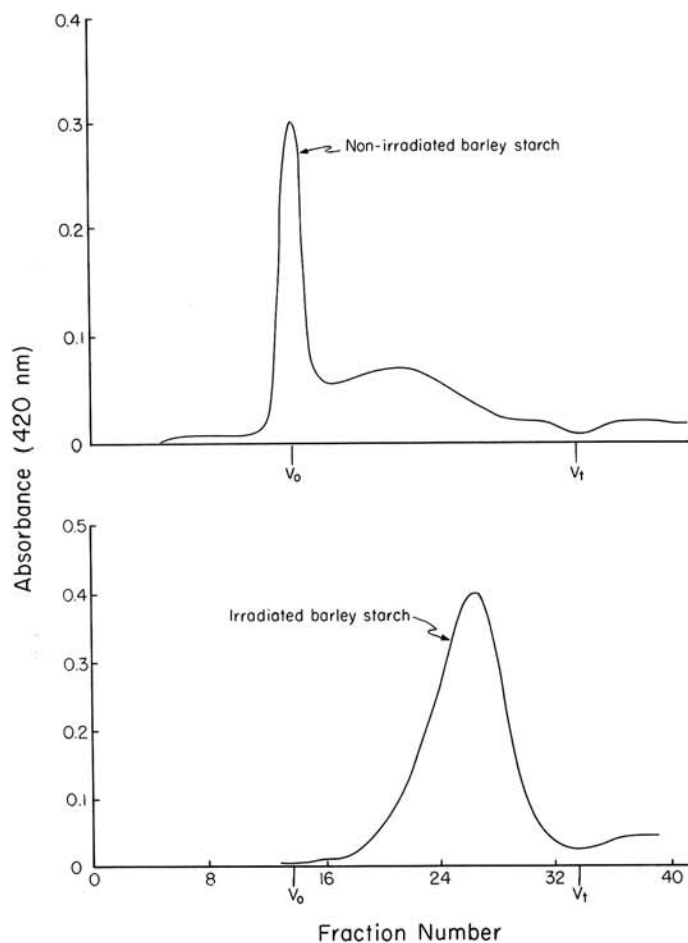 0.4
0.3
Non-irradiated barley starch
0.2
0.1
0
Vo
Vt
Absorbance (420 nm)
0.5
0.4
Irradiated barley starch
0.3
0.2
0.1
0
0 8 16 24 32 40
Vo
Vt
Fraction Number